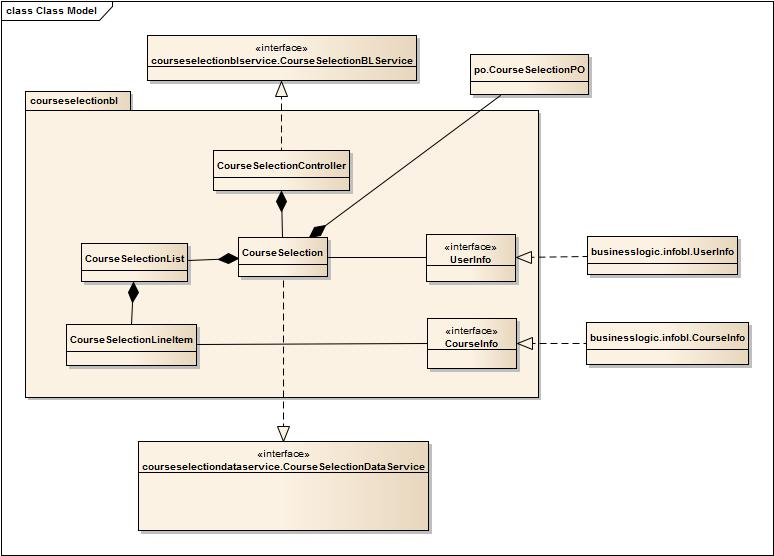 class Class Model
«interface»
courseselectionblservice.CourseSelectionBLService
po.CourseSelectionPO
courseselectionbl
CourseSelectionController
CourseSelectionList
CourseSelection
«interface»
UserInfo
businesslogic.infobl.UserInfo
CourseSelectionLineItem
«interface»
CourseInfo
businesslogic.infobl.CourseInfo
«interface»
courseselectiondataservice.CourseSelectionDataService